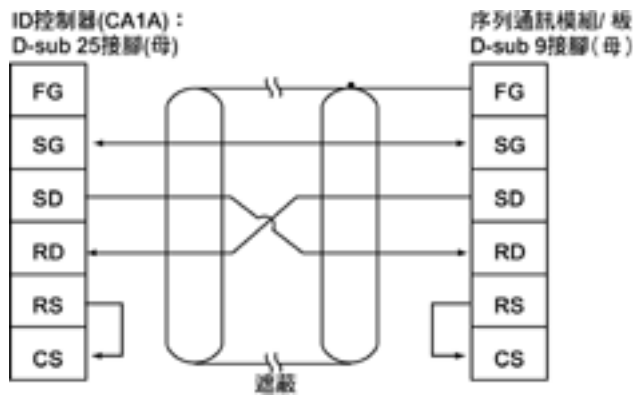 ID控制器(CA1A)：
D-sub 25接腳(母)
序列通訊模組/ 板
D-sub 9接腳( 母 )
FG
SG
SD
RD
RS
CS
FG
SG
SD
RD
RS
CS
遮蔽